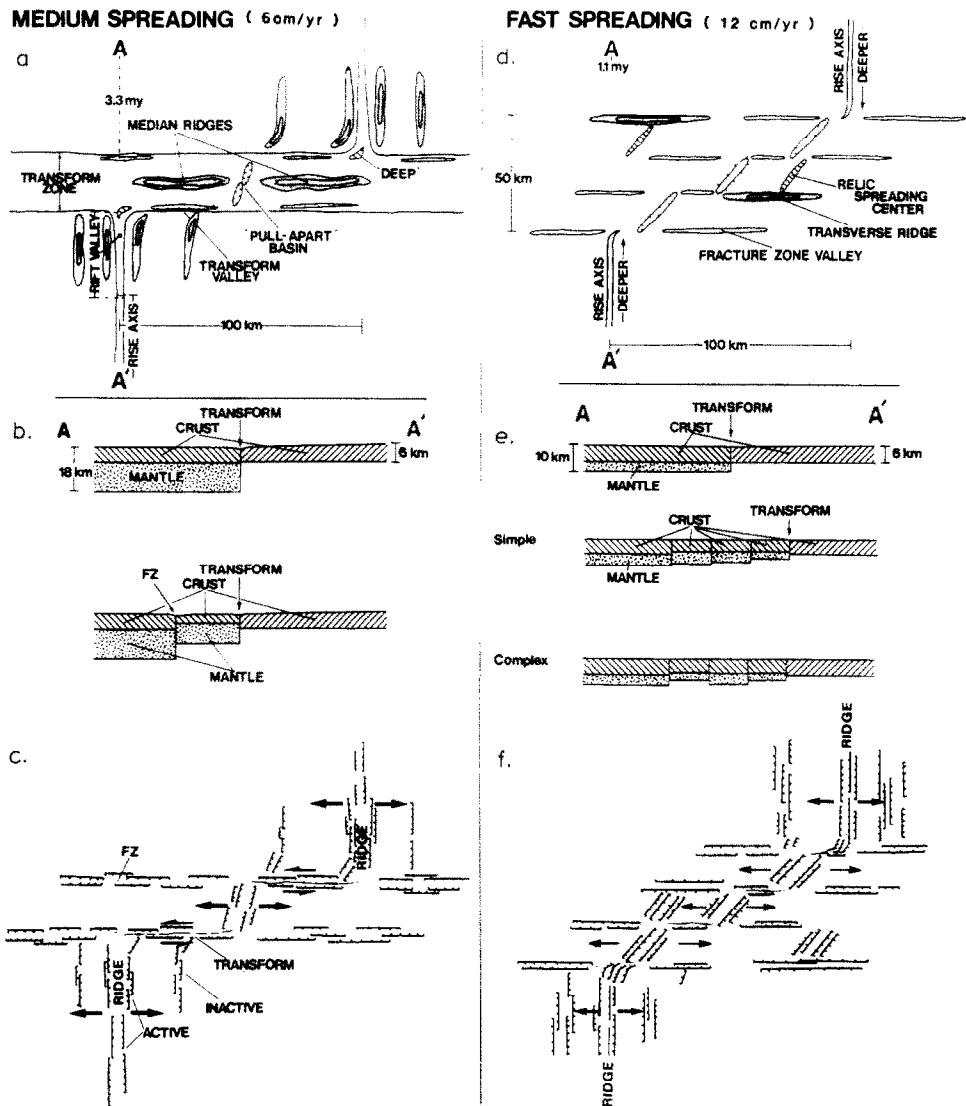 MEDIUM SPREADING ( 6cm/yr )
a
A
3.3 my
MEDIAN RIDGES
TRANSFORM
ZONE
DEEP
PULL-APART
BASIN
TRANSFORM
VALLEY
RIFT VALLEY
RISE AXIS
100 km
A'
b.
A
TRANSFORM
CRUST
A'
18 km
MANTLE
6 km
FZ
TRANSFORM
CRUST
MANTLE
c.
FZ
RIDGE
TRANSFORM
RIDGE
INACTIVE
ACTIVE
FAST SPREADING ( 12 cm/yr )
d.
A
1.1 my
RISE AXIS
DEEPER
50 km
RELIC
SPREADING
CENTER
TRANSVERSE RIDGE
FRACTURE ZONE VALLEY
RISE AXIS
DEEPER
100 km
A'
e.
A
TRANSFORM
CRUST
A'
10 km
MANTLE
6 km
TRANSFORM
Simple
CRUST
MANTLE
Complex
f.
RIDGE
RIDGE